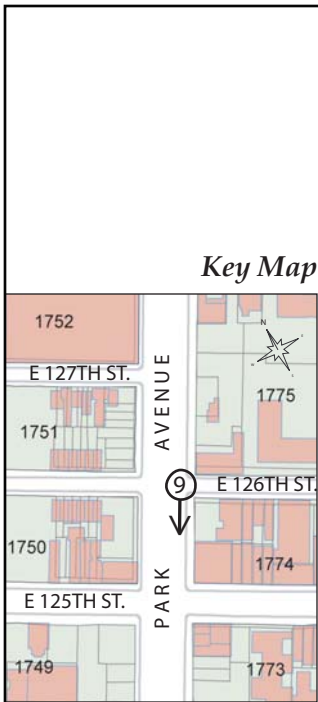 Key Map
N
1752
E 127TH ST.
AVENUE
1775
1751
9
E 126TH ST.
1750
1774
E 125TH ST.
PARK
1749
1773